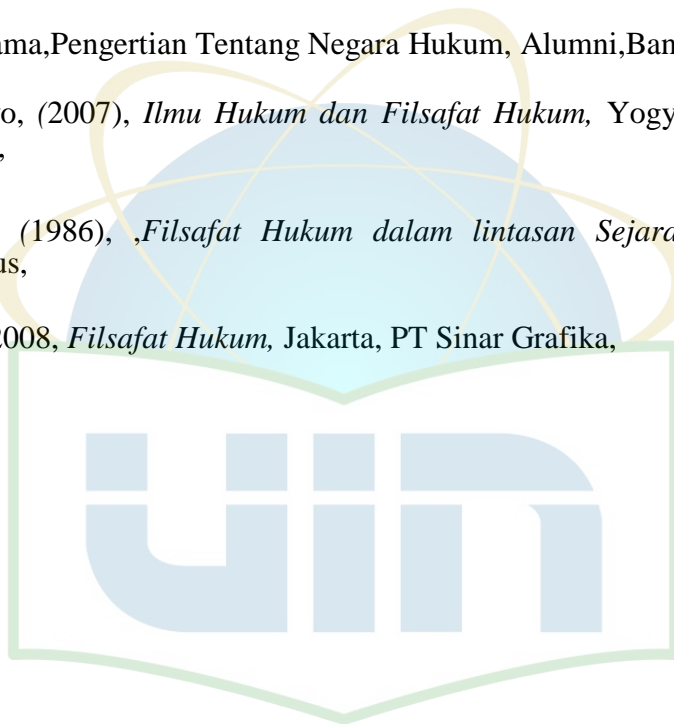 ama,Pengertian Tentang Negara Hukum, Alumni,Ban
o, (2007), Ilmu Hukum dan Filsafat Hukum, Yogy
,
(1986), ,Filsafat Hukum dalam lintasan Sejara
us,
2008, Filsafat Hukum, Jakarta, PT Sinar Grafika,
uin